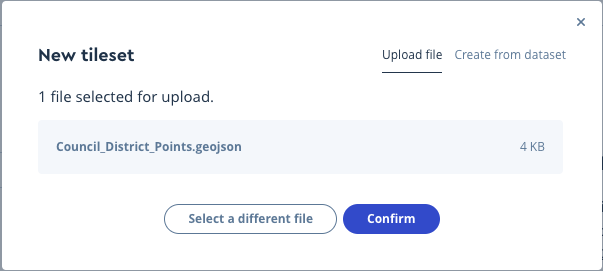 ×
New tileset
Upload file Create from dataset
1 file selected for upload.
Council_District_Points.geojson 4 KB
Select a different file Confirm